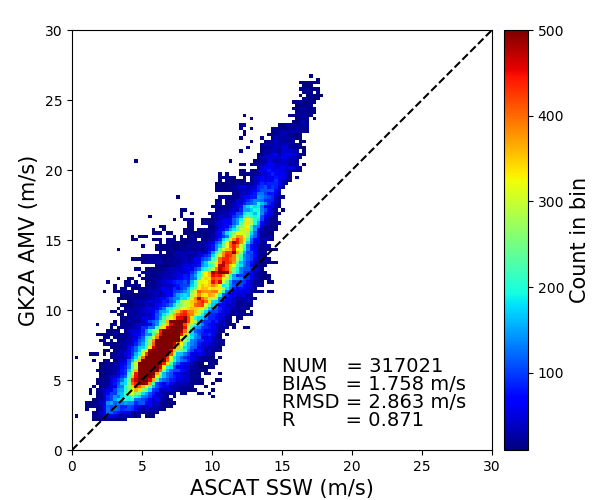 30
25
20
15
10
5
0
GK2A AMV (m/s)
0 5 10 15 20 25 30
ASCAT SSW (m/s)
NUM = 317021
BIAS = 1.758 m/s
RMSD = 2.863 m/s
R = 0.871
500
400
300
200
100
Count in bin